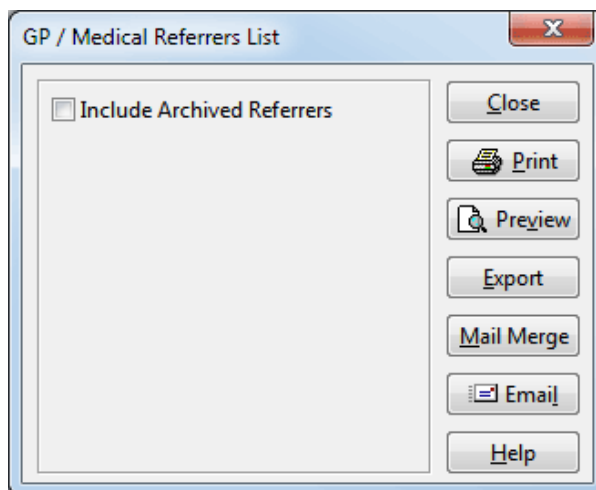 GP / Medical Referrers List
Include Archived Referrers
Close
Print
Preview
Export
Mail Merge
Email
Help